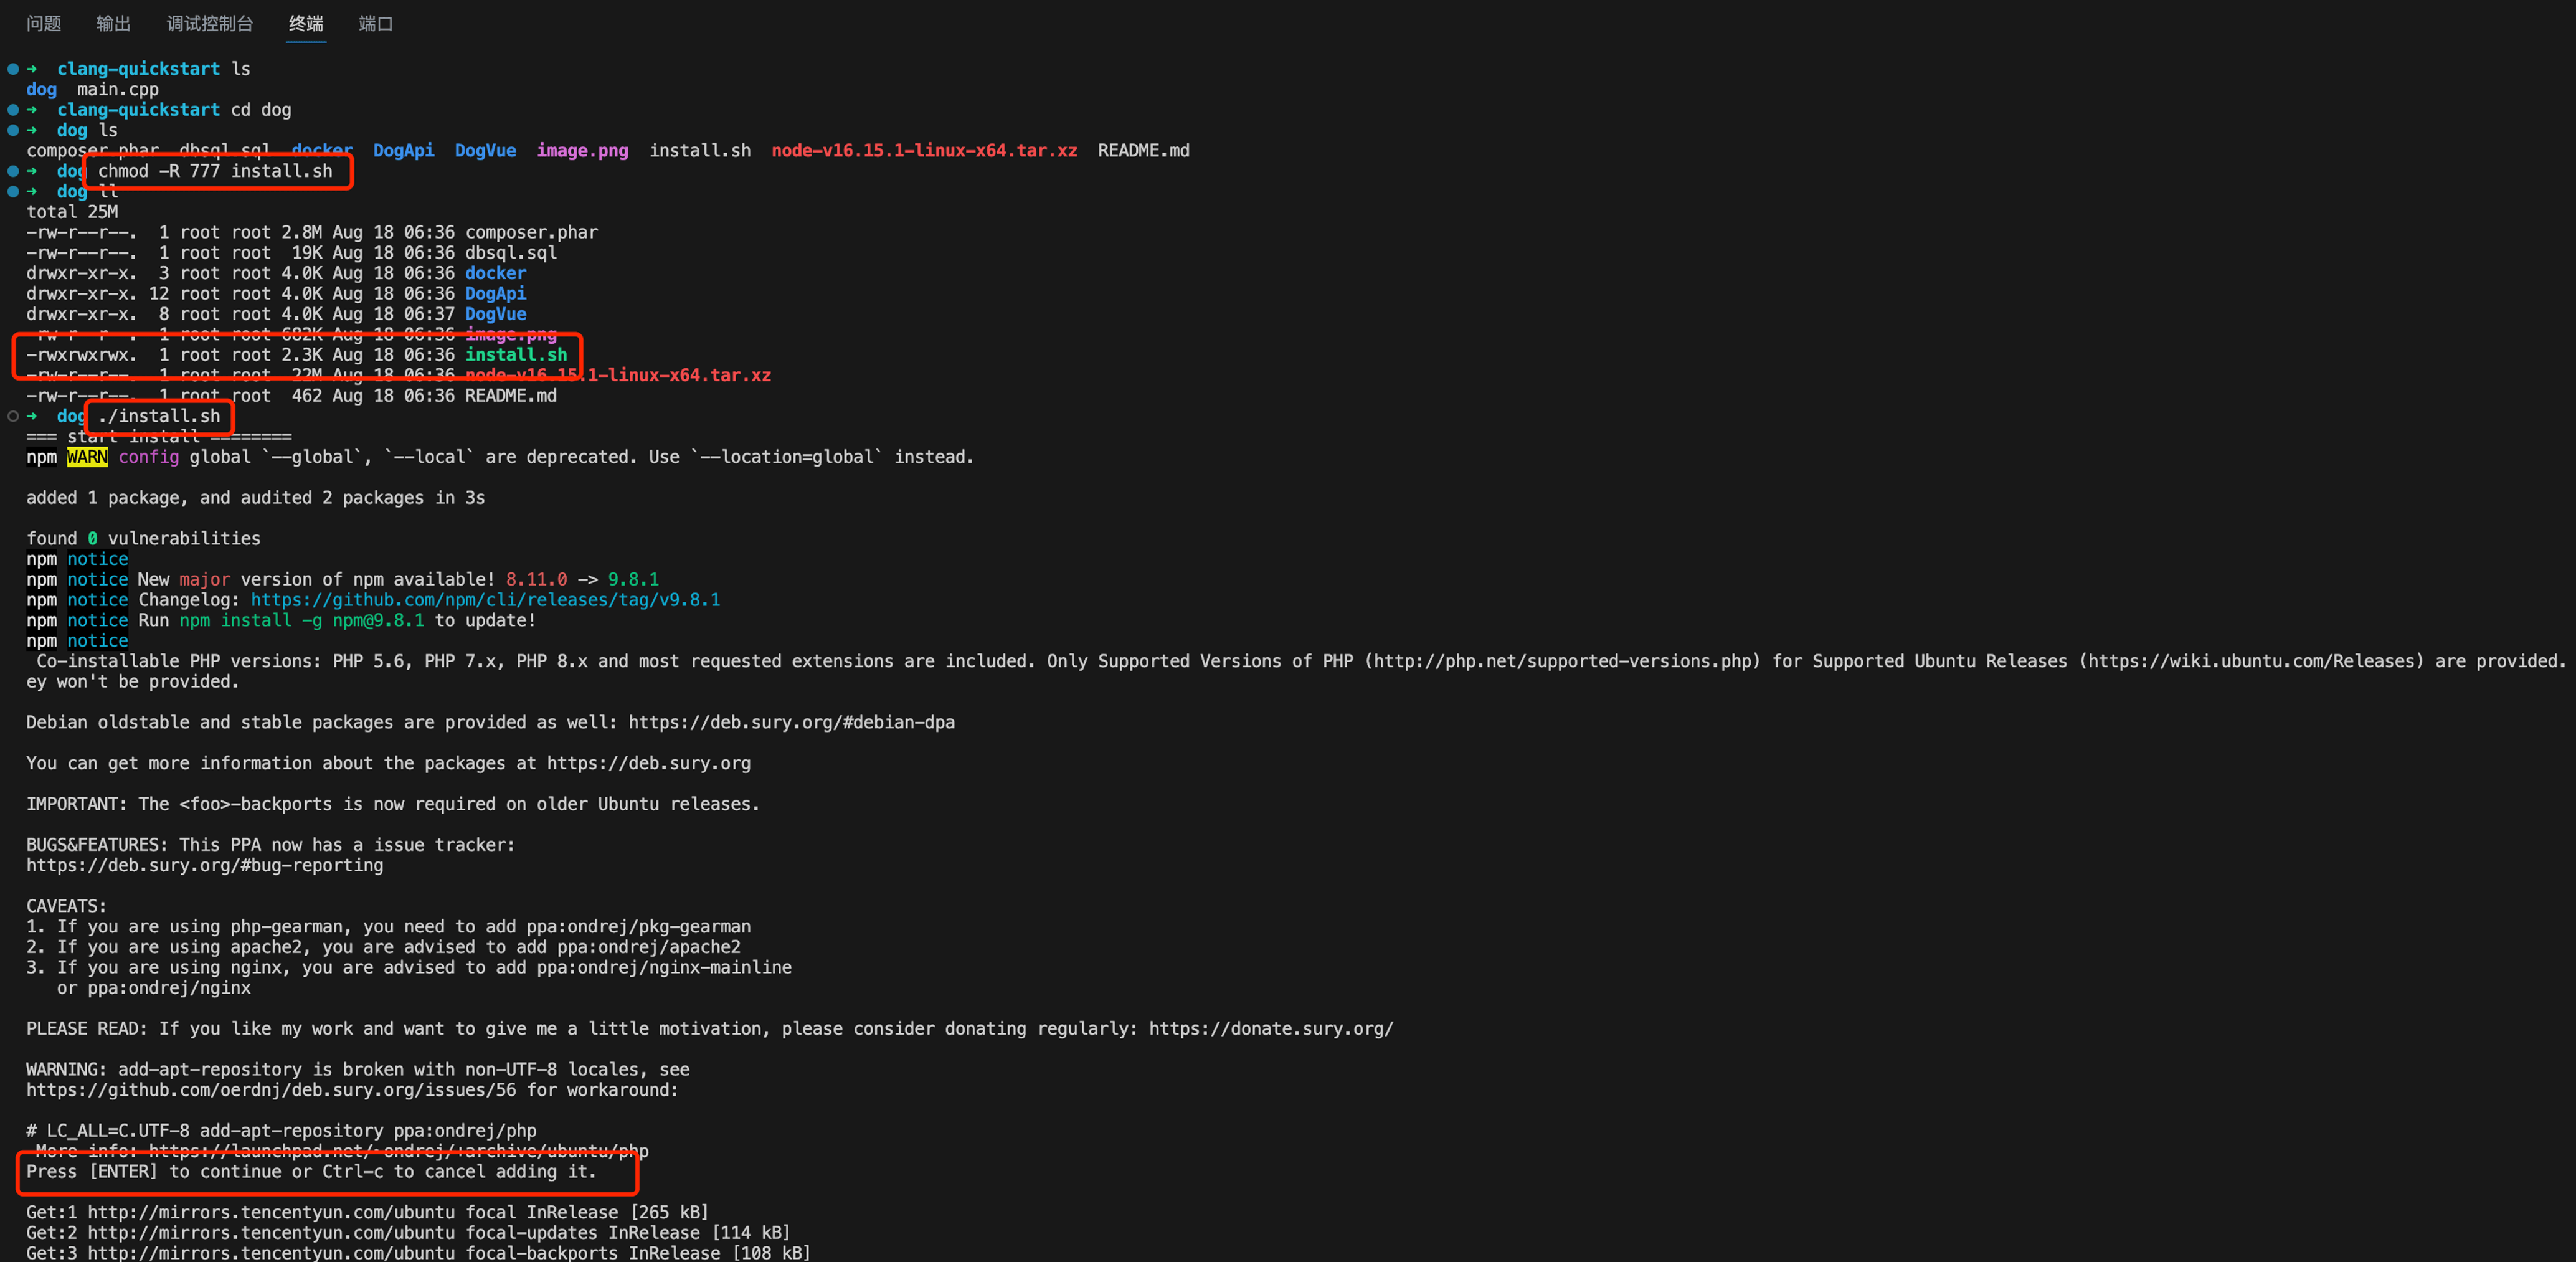 问题 输出 调试控制台 终端 端口
➜ clang-quickstart ls
dog main.cpp
➜ clang-quickstart cd dog
➜ dog ls
composer.phar dbsql.sql docker DogApi DogVue image.png install.sh node-v16.15.1-linux-x64.tar.xz README.md
➜ dog chmod -R 777 install.sh
➜ dog ll
total 25M
-rw-r--r--. 1 root root 2.8M Aug 18 06:36 composer.phar
-rw-r--r--. 1 root root 19K Aug 18 06:36 dbsql.sql
drwxr-xr-x. 3 root root 4.0K Aug 18 06:36 docker
drwxr-xr-x. 12 root root 4.0K Aug 18 06:36 DogApi
drwxr-xr-x. 8 root root 4.0K Aug 18 06:37 DogVue
-rw-r--r--. 1 root root 682K Aug 18 06:36 image.png
-rwxrwxrwx. 1 root root 2.3K Aug 18 06:36 install.sh
-rw-r--r--. 1 root root 22M Aug 18 06:36 node-v16.15.1-linux-x64.tar.xz
-rw-r--r--. 1 root root 462 Aug 18 06:36 README.md
➜ dog ./install.sh
=== start install ========
npm WARN config global `--global`, `--local` are deprecated. Use `--location=global` instead.
added 1 package, and audited 2 packages in 3s
found 0 vulnerabilities
npm notice
npm notice New major version of npm available! 8.11.0 -> 9.8.1
npm notice Changelog: https://github.com/npm/cli/releases/tag/v9.8.1
npm notice Run npm install -g npm@9.8.1 to update!
npm notice
Co-installable PHP versions: PHP 5.6, PHP 7.x, PHP 8.x and most requested extensions are included. Only Supported Versions of PHP (http://php.net/supported-versions.php) for Supported Ubuntu Releases (https://wiki.ubuntu.com/Releases) are provided.
ey won't be provided.
Debian oldstable and stable packages are provided as well: https://deb.sury.org/#debian-dpa
You can get more information about the packages at https://deb.sury.org
IMPORTANT: The <foo>-backports is now required on older Ubuntu releases.
BUGS&FEATURES: This PPA now has a issue tracker:
https://deb.sury.org/#bug-reporting
CAVEATS:
1. If you are using php-gearman, you need to add ppa:ondrej/pkg-gearman
2. If you are using apache2, you are advised to add ppa:ondrej/apache2
3. If you are using nginx, you are advised to add ppa:ondrej/nginx-mainline
or ppa:ondrej/nginx
PLEASE READ: If you like my work and want to give me a little motivation, please consider donating regularly: https://donate.sury.org/
WARNING: add-apt-repository is broken with non-UTF-8 locales, see
https://github.com/oerdnj/deb.sury.org/issues/56 for workaround:
# LC_ALL=C.UTF-8 add-apt-repository ppa:ondrej/php
More info: https://launchpad.net/~ondrej/+archive/ubuntu/php
Press [ENTER] to continue or Ctrl-c to cancel adding it.
Get:1 http://mirrors.tencentyun.com/ubuntu focal InRelease [265 kB]
Get:2 http://mirrors.tencentyun.com/ubuntu focal-updates InRelease [114 kB]
Get:3 http://mirrors.tencentyun.com/ubuntu focal-backports InRelease [108 kB]